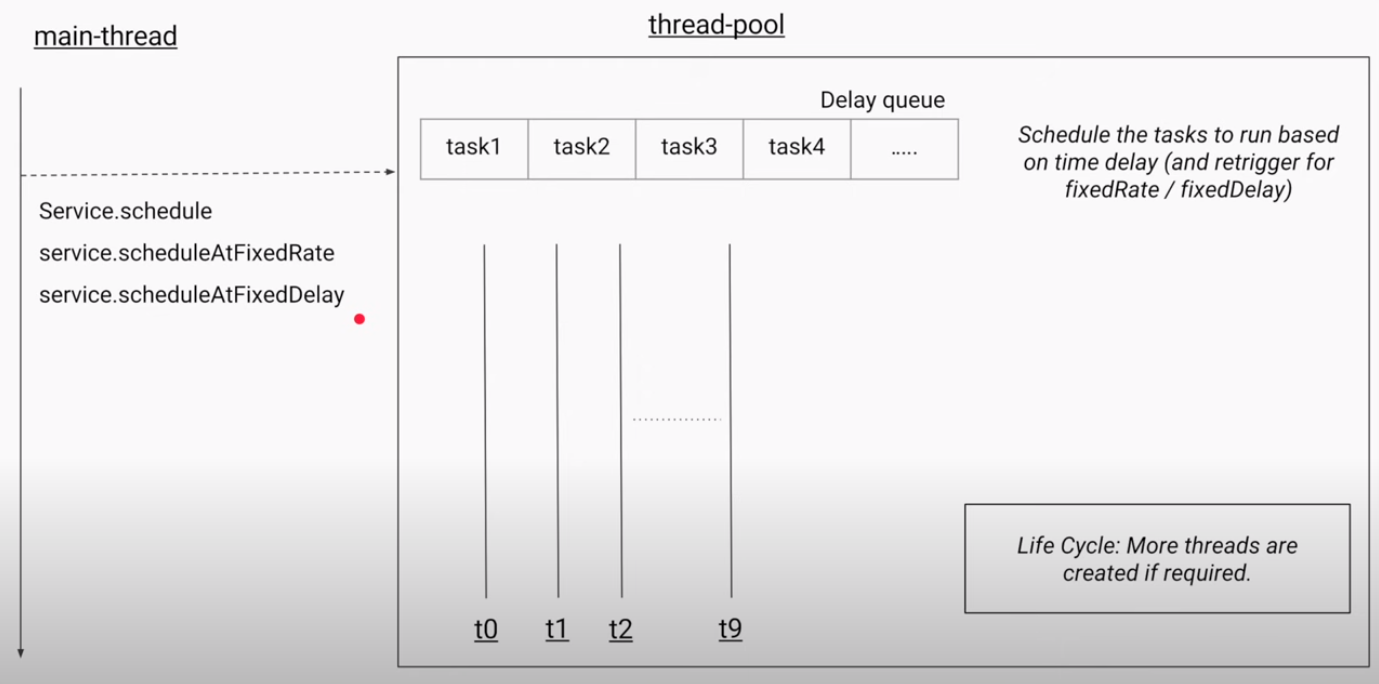 main-thread
thread-pool
Delay queue
task1 task2 task3 task4 .....
Schedule the tasks to run based
on time delay (and retrigger for
fixedRate / fixedDelay)
Service.schedule
service.scheduleAtFixedRate
service.scheduleAtFixedDelay
Life Cycle: More threads are
created if required.
t0 t1 t2 t9